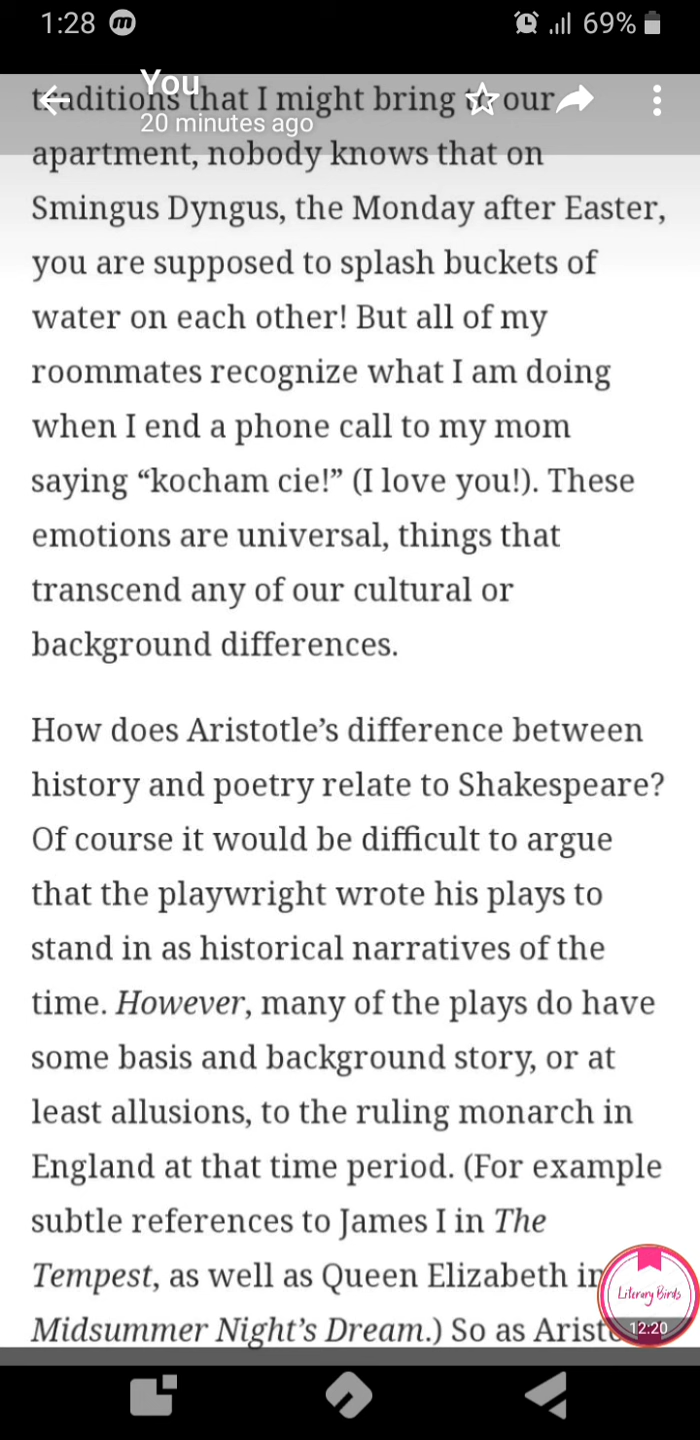 1:28 m 69%
You
20 minutes ago
traditions that I might bring to our
apartment, nobody knows that on
Smingus Dyngus, the Monday after Easter,
you are supposed to splash buckets of
water on each other! But all of my
roommates recognize what I am doing
when I end a phone call to my mom
saying “kocham cie!” (I love you!). These
emotions are universal, things that
transcend any of our cultural or
background differences.
How does Aristotle’s difference between
history and poetry relate to Shakespeare?
Of course it would be difficult to argue
that the playwright wrote his plays to
stand in as historical narratives of the
time. However, many of the plays do have
some basis and background story, or at
least allusions, to the ruling monarch in
England at that time period. (For example
subtle references to James I in The
Tempest, as well as Queen Elizabeth in
Midsummer Night’s Dream.) So as
Literary Birds
12:20